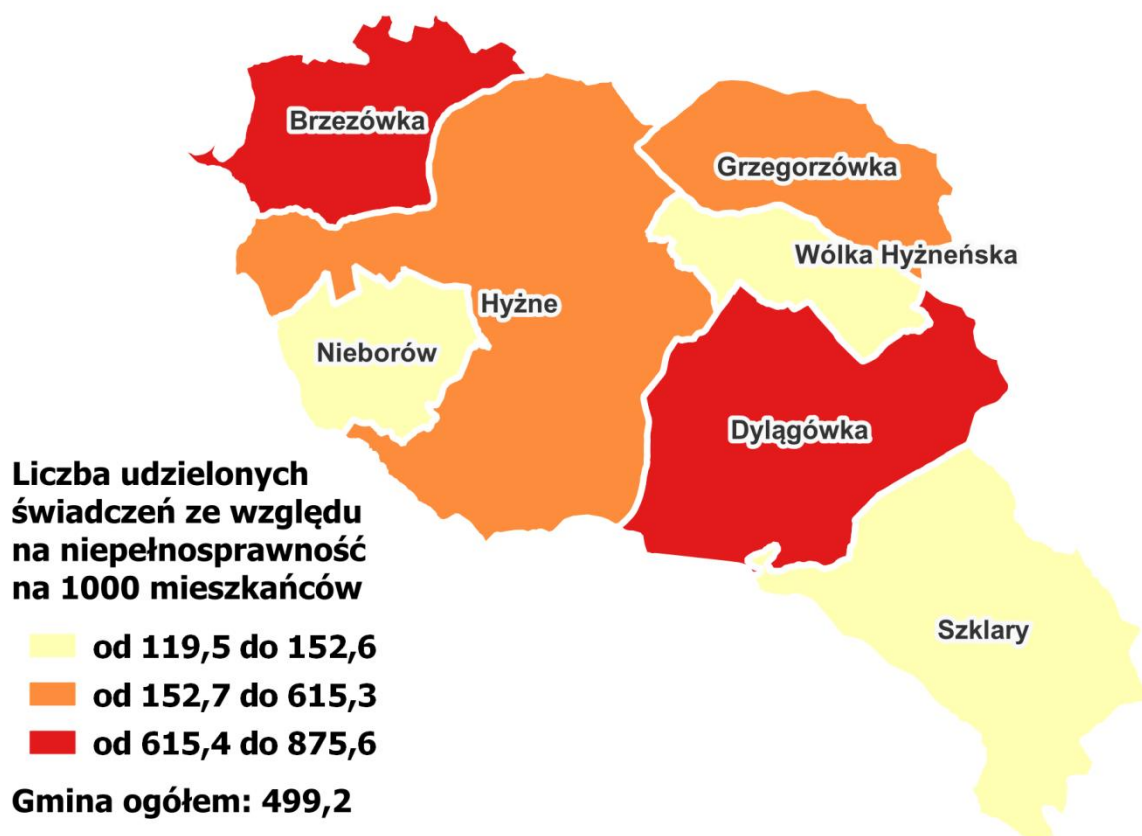 Brzezówka
Grzegorzówka
Wólka Hyżneńska
Hyżne
Nieborów
Dylągówka
Szklary
Liczba udzielonych
świadczeń ze względu
na niepełnosprawność
na 1000 mieszkańców
od 119,5 do 152,6
od 152,7 do 615,3
od 615,4 do 875,6
Gmina ogółem: 499,2